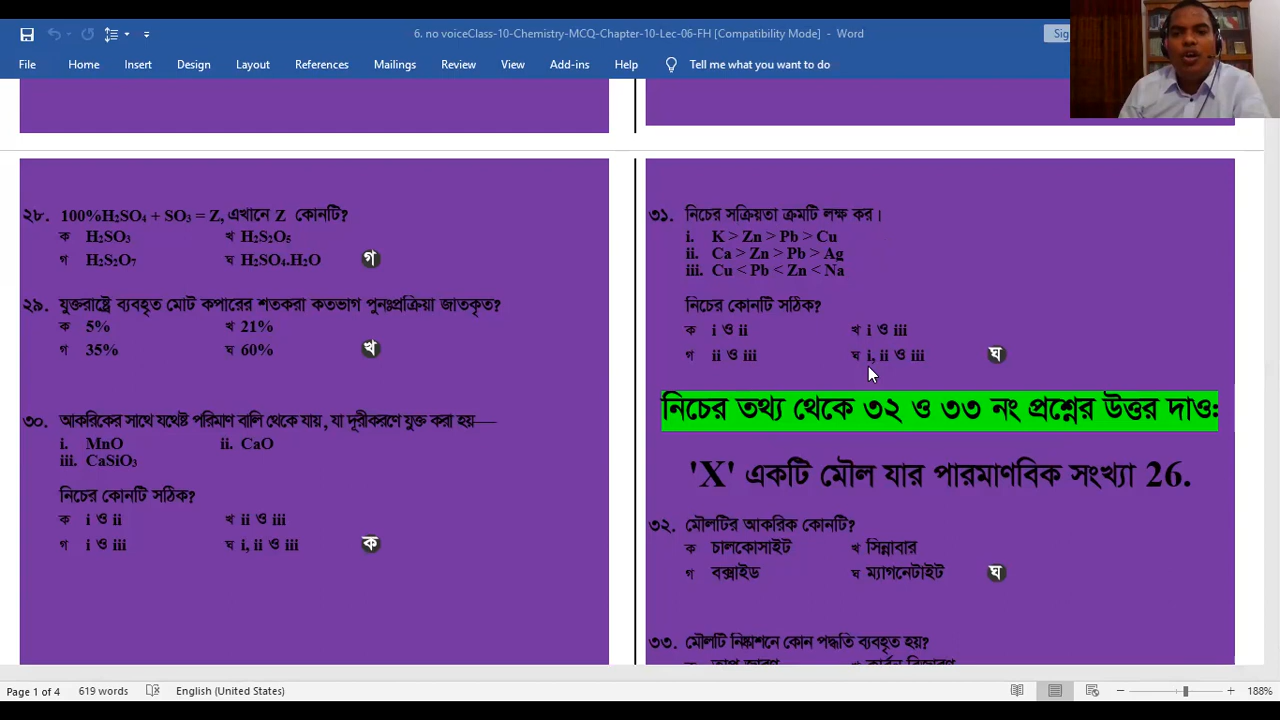 6. no voiceClass-10-Chemistry-MCQ-Chapter-10-Lec-06-FH [Compatibility Mode] - Word
File Home Insert Design Layout References Mailings Review View Add-ins Help Tell me what you want to do
২৮. 100%H₂SO₄ + SO₃ = Z, এখানে Z কোনটি?
ক H₂SO₃ খ H₂S₂O₅
গ H₂S₂O₇ ঘ H₂SO₄.H₂O গ
২৯. যুক্তরাষ্ট্রে ব্যবহৃত মোট কপারের শতকরা কতভাগ পুনঃপ্রক্রিয়া জাতকৃত?
ক 5% খ 21%
গ 35% ঘ 60% খ
৩০. আকরিকের সাথে যথেষ্ট পরিমাণ বালি থেকে যায়, যা দূরীকরণে যুক্ত করা হয়—
i. MnO ii. CaO
iii. CaSiO₃
নিচের কোনটি সঠিক?
ক i ও ii খ ii ও iii
গ i ও iii ঘ i, ii ও iii ক
৩১. নিচের সক্রিয়তা ক্রমটি লক্ষ কর।
i. K > Zn > Pb > Cu
ii. Ca > Zn > Pb > Ag
iii. Cu < Pb < Zn < Na
নিচের কোনটি সঠিক?
ক i ও ii খ i ও iii
গ ii ও iii ঘ i, ii ও iii ঘ
নিচের তথ্য থেকে ৩২ ও ৩৩ নং প্রশ্নের উত্তর দাও:
'X' একটি মৌল যার পারমাণবিক সংখ্যা 26.
৩২. মৌলটির আকরিক কোনটি?
ক চালকোসাইট খ সিন্নাবার
গ বক্সাইড ঘ ম্যাগনেটাইট ঘ
৩৩. মৌলটি নিষ্কাশনে কোন পদ্ধতি ব্যবহৃত হয়?
Page 1 of 4 619 words English (United States) 188%